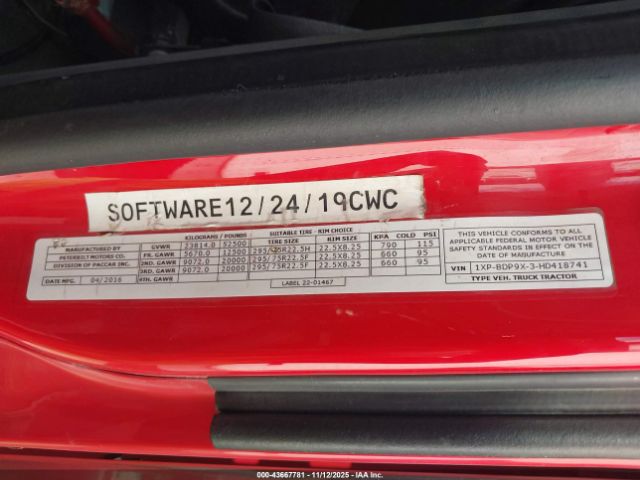 SOFTWARE12/24/19CWC
KILOGRAMS / POUNDS SUITABLE TIRE - RIM CHOICE
TIRE SIZE RIM SIZE KPA COLD PSI
GVWR 23814.0 52500
PETERBILT MOTORS CO. FR. GAWR 5670.0 12500 295/75R22.5H 22.5X8.25 790 115
DIVISION OF PACCAR INC. 2ND. GAWR 9072.0 20000 295/75R22.5F 22.5X8.25 660 95
3RD. GAWR 9072.0 20000 295/75R22.5F 22.5X8.25 660 95
DATE MFG. 04/2016 4TH. GAWR
LABEL 22-01467
THIS VEHICLE CONFORMS TO ALL
APPLICABLE FEDERAL MOTOR VEHICLE
SAFETY STANDARDS IN EFFECT ON
DATE OF MANUFACTURE
VIN 1XP-BDP9X-3-HD418741
TYPE VEH. TRUCK TRACTOR
000-43667781 - 11/12/2025 - IAAI.COM